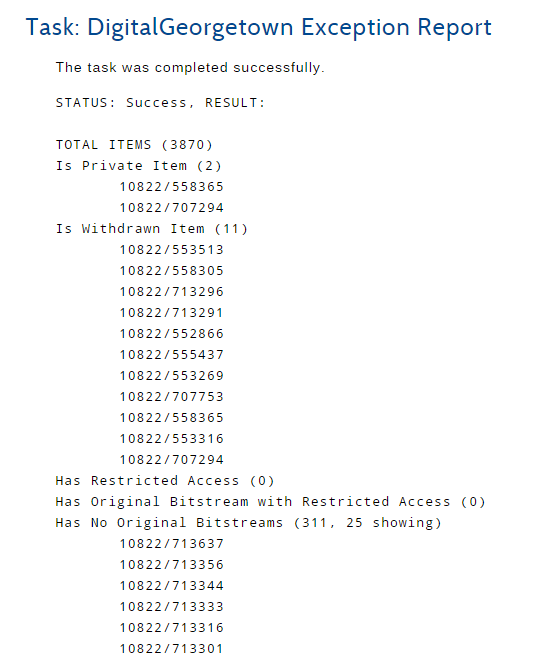 Task: DigitalGeorgetown Exception Report
The task was completed successfully.
STATUS: Success, RESULT:
TOTAL ITEMS (3870)
Is Private Item (2)
10822/558365
10822/707294
Is Withdrawn Item (11)
10822/553513
10822/558305
10822/713296
10822/713291
10822/552866
10822/555437
10822/553269
10822/707753
10822/558365
10822/553316
10822/707294
Has Restricted Access (0)
Has Original Bitstream with Restricted Access (0)
Has No Original Bitstreams (311, 25 showing)
10822/713637
10822/713356
10822/713344
10822/713333
10822/713316
10822/713301